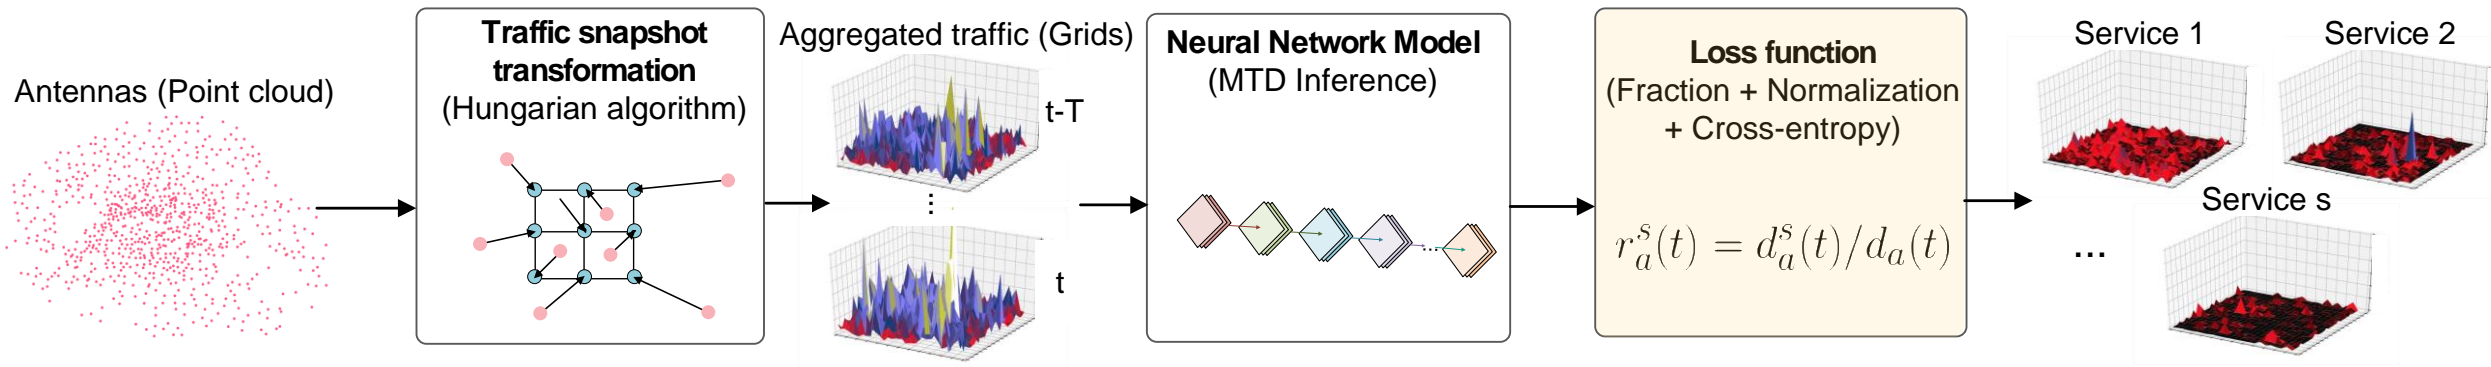 Antennas (Point cloud)
Traffic snapshot
transformation
(Hungarian algorithm)
Aggregated traffic (Grids)
t-T
⋮
t
Neural Network Model
(MTD Inference)
...
Loss function
(Fraction + Normalization
+ Cross-entropy)
r_a^s(t) = d_a^s(t)/d_a(t)
Service 1
Service 2
Service s
...